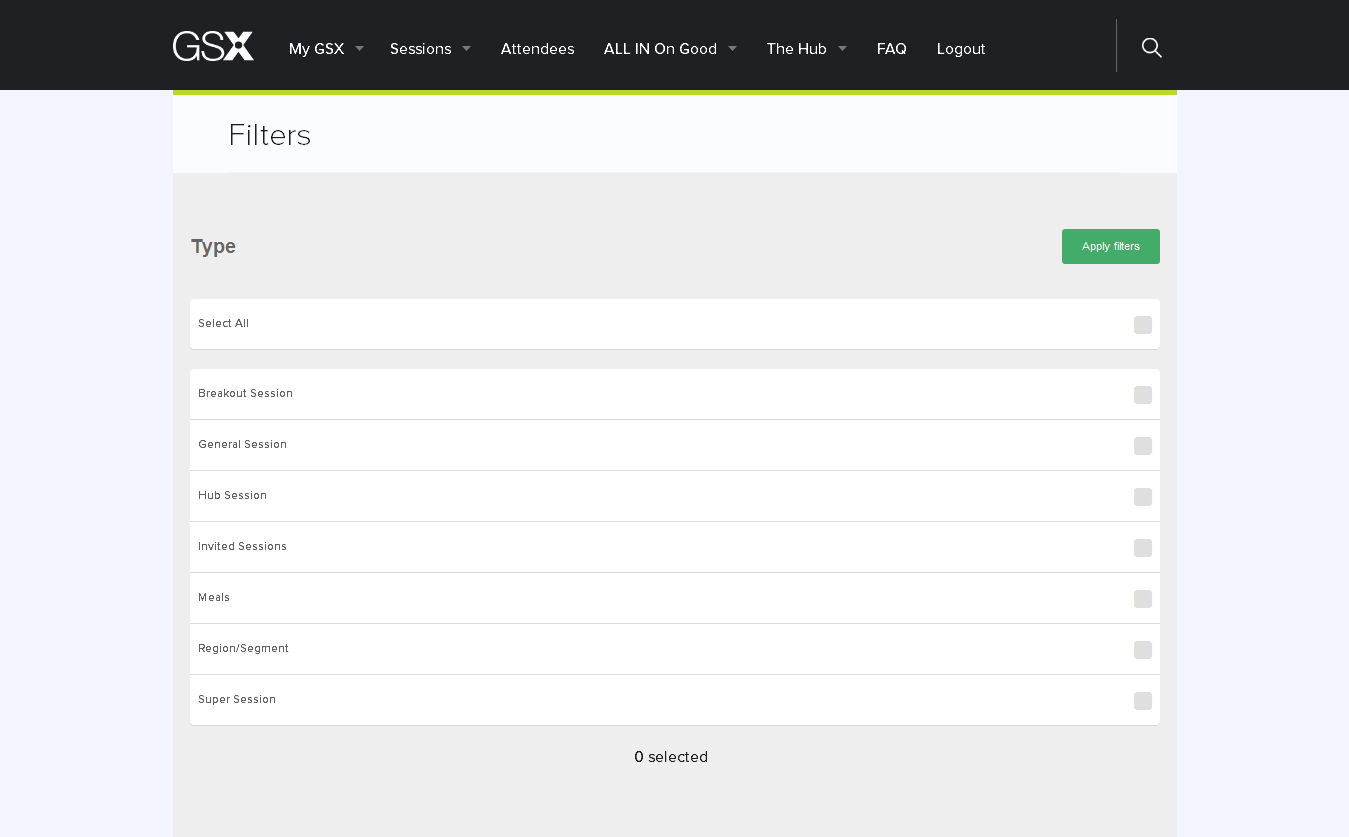 GSX My GSX Sessions Attendees ALL IN On Good The Hub FAQ Logout
Filters
Type Apply filters
Select All
Breakout Session
General Session
Hub Session
Invited Sessions
Meals
Region/Segment
Super Session
0 selected